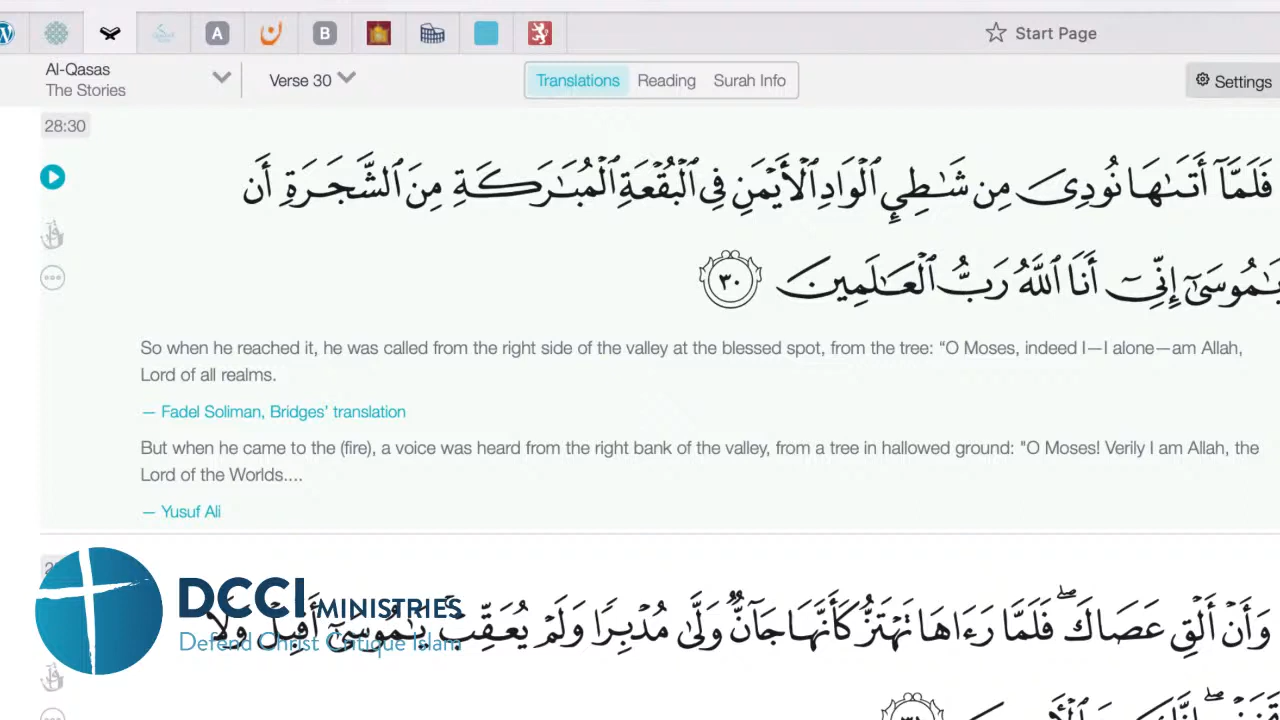 A
B
Start Page
Al-Qasas
The Stories
Verse 30
Translations Reading Surah Info
Settings
28:30
فَلَمَّآ أَتَىٰهَا نُودِىَ مِن شَـٰطِئِ ٱلْوَادِ ٱلْأَيْمَنِ فِى ٱلْبُقْعَةِ ٱلْمُبَـٰرَكَةِ مِنَ ٱلشَّجَرَةِ أَن
يَـٰمُوسَىٰٓ إِنِّىٓ أَنَا ٱللَّهُ رَبُّ ٱلْعَـٰلَمِينَ ٣٠
So when he reached it, he was called from the right side of the valley at the blessed spot, from the tree: “O Moses, indeed I—I alone—am Allah,
Lord of all realms.
— Fadel Soliman, Bridges’ translation
But when he came to the (fire), a voice was heard from the right bank of the valley, from a tree in hallowed ground: "O Moses! Verily I am Allah, the
Lord of the Worlds....
— Yusuf Ali
وَأَنْ أَلْقِ عَصَاكَ ۖ فَلَمَّا رَءَاهَا تَهْتَزُّ كَأَنَّهَا جَآنٌّ وَلَّىٰ مُدْبِرًا وَلَمْ يُعَقِّبْ ۚ يَـٰمُوسَىٰٓ أَقْبِلْ وَلَا
DCCI MINISTRIES
Defend Christ Critique Islam